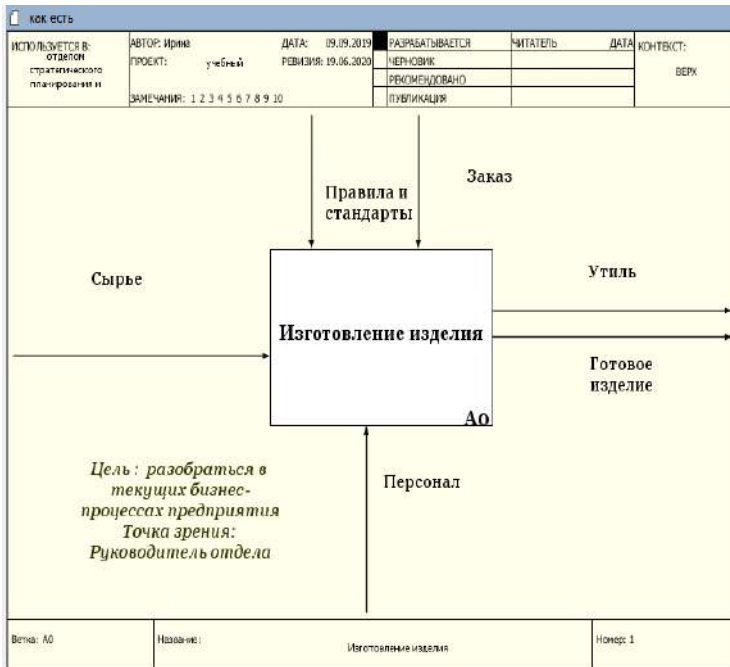 как есть
ИСПОЛЬЗУЕТСЯ В:
отделом
стратегического
планирования и
АВТОР: Ирина
ДАТА: 09.09.2019
ПРОЕКТ: учебный
РЕВИЗИЯ: 19.06.2020
ЗАМЕЧАНИЯ: 1 2 3 4 5 6 7 8 9 10
РАЗРАБАТЫВАЕТСЯ
ЧЕРНОВИК
РЕКОМЕНДОВАНО
ПУБЛИКАЦИЯ
ЧИТАТЕЛЬ
ДАТА
КОНТЕКСТ:
ВЕРХ
Правила и
стандарты
Заказ
Сырье
Утиль
Изготовление изделия
A0
Готовое
изделие
Персонал
Цель : разобраться в
текущих бизнес-
процессах предприятия
Точка зрения:
Руководитель отдела
Ветка: A0
Название:
Изготовление изделия
Номер: 1